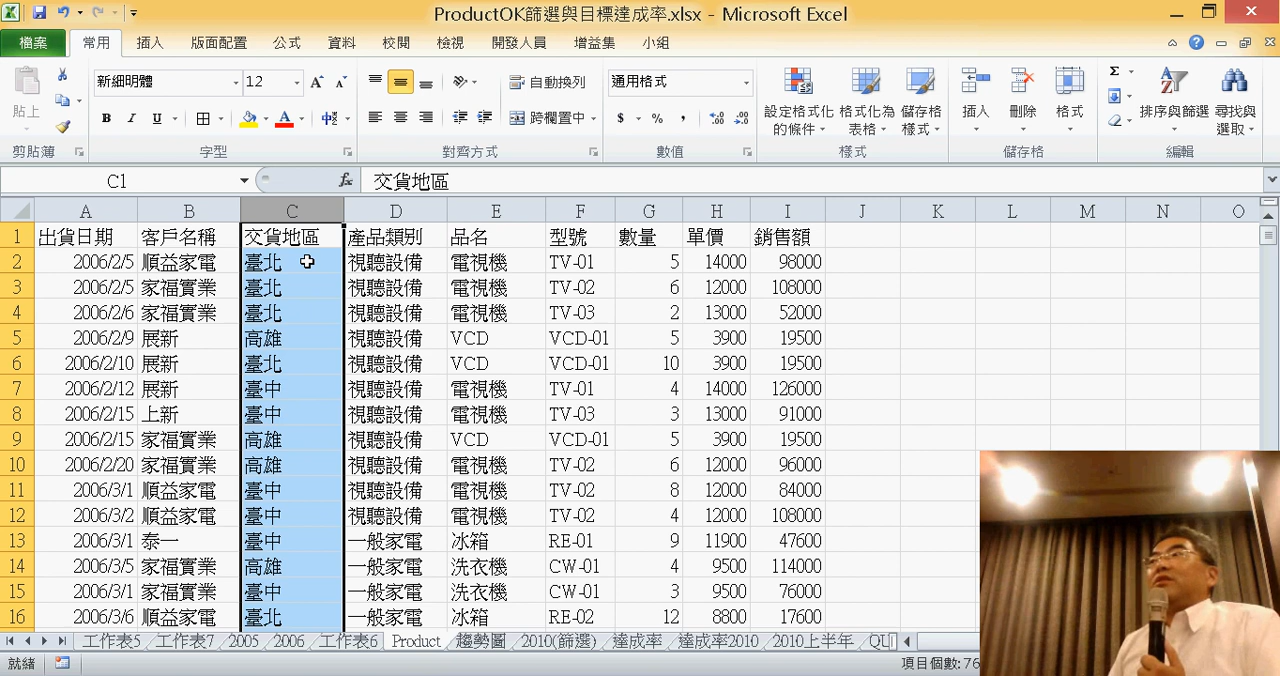 ProductOK篩選與目標達成率.xlsx - Microsoft Excel
檔案 常用 插入 版面配置 公式 資料 校閱 檢視 開發人員 增益集 小組
新細明體 12 自動換列 通用格式
貼上 跨欄置中 設定格式化的條件 格式化為表格 儲存格樣式 插入 刪除 格式 排序與篩選 尋找與選取
剪貼簿 字型 對齊方式 數值 樣式 儲存格 編輯
C1 fx 交貨地區
A B C D E F G H I J K L M N O
1 出貨日期 客戶名稱 交貨地區 產品類別 品名 型號 數量 單價 銷售額
2 2006/2/5 順益家電 臺北 視聽設備 電視機 TV-01 5 14000 98000
3 2006/2/5 家福實業 臺北 視聽設備 電視機 TV-02 6 12000 108000
4 2006/2/6 家福實業 臺北 視聽設備 電視機 TV-03 2 13000 52000
5 2006/2/9 展新 高雄 視聽設備 VCD VCD-01 5 3900 19500
6 2006/2/10 展新 臺北 視聽設備 VCD VCD-01 10 3900 19500
7 2006/2/12 展新 臺中 視聽設備 電視機 TV-01 4 14000 126000
8 2006/2/15 上新 臺中 視聽設備 電視機 TV-03 3 13000 91000
9 2006/2/15 家福實業 高雄 視聽設備 VCD VCD-01 5 3900 19500
10 2006/2/20 家福實業 高雄 視聽設備 電視機 TV-02 6 12000 96000
11 2006/3/1 順益家電 臺中 視聽設備 電視機 TV-02 8 12000 84000
12 2006/3/2 順益家電 臺中 視聽設備 電視機 TV-02 4 12000 108000
13 2006/3/1 泰一 臺中 一般家電 冰箱 RE-01 9 11900 47600
14 2006/3/5 家福實業 高雄 一般家電 洗衣機 CW-01 4 9500 114000
15 2006/3/1 家福實業 臺中 一般家電 洗衣機 CW-01 3 9500 76000
16 2006/3/6 順益家電 臺北 一般家電 冰箱 RE-02 12 8800 17600
工作表5 工作表7 2005 2006 工作表6 Product 趨勢圖 2010(篩選) 達成率 達成率2010 2010上半年 QU
就緒 項目個數: 76